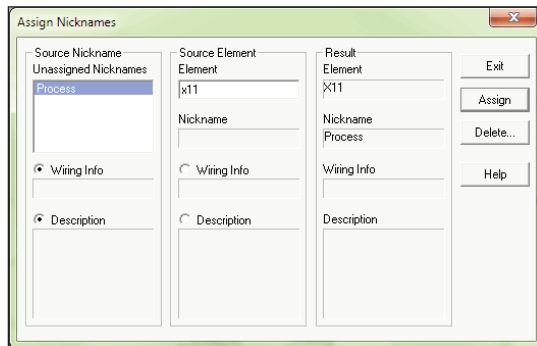 Assign Nicknames
Source Nickname
Unassigned Nicknames
Process
Wiring Info
Description
Source Element
Element
x11
Nickname
Wiring Info
Description
Result
Element
X11
Nickname
Process
Wiring Info
Description
Exit
Assign
Delete...
Help